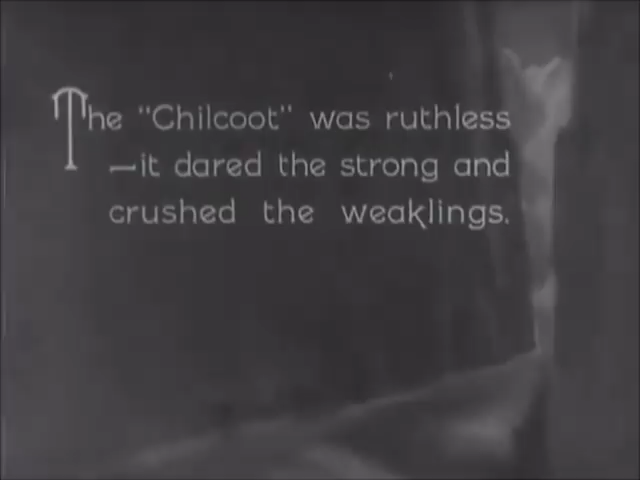 The "Chilcoot" was ruthless
—it dared the strong and
crushed the weaklings.